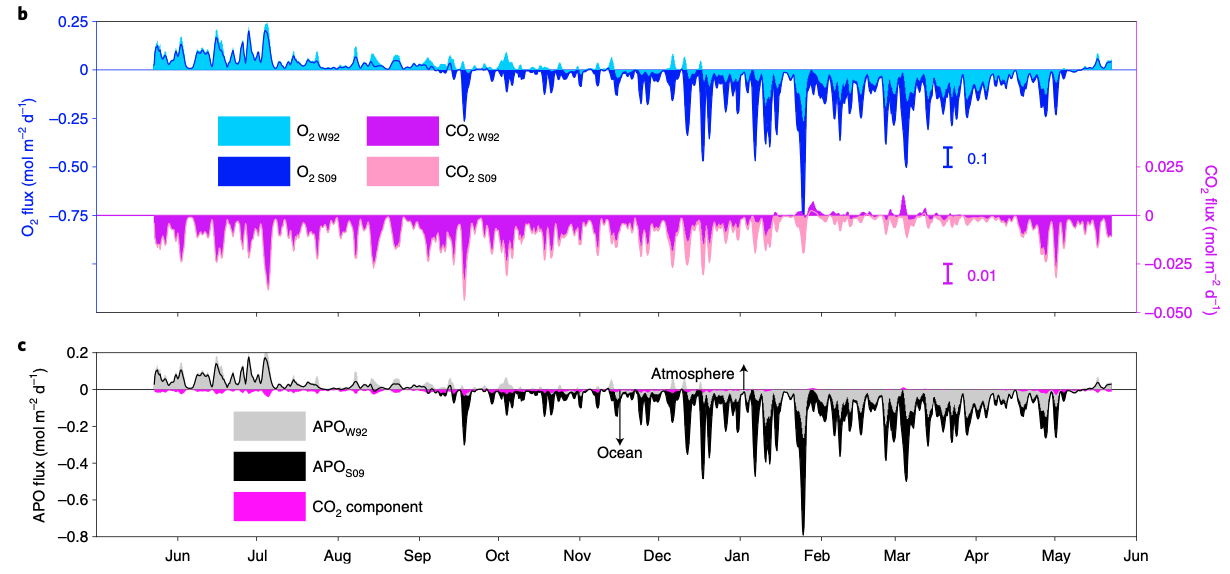 b
0.25
0
−0.25
−0.50
−0.75
O₂ flux (mol m⁻² d⁻¹)
O₂ W92
CO₂ W92
O₂ S09
CO₂ S09
0.1
0.01
0.025
0
−0.025
−0.050
CO₂ flux (mol m⁻² d⁻¹)
c
0.2
0
−0.2
−0.4
−0.6
−0.8
APO flux (mol m⁻² d⁻¹)
Atmosphere
Ocean
APO_W92
APO_S09
CO₂ component
Jun Jul Aug Sep Oct Nov Dec Jan Feb Mar Apr May Jun